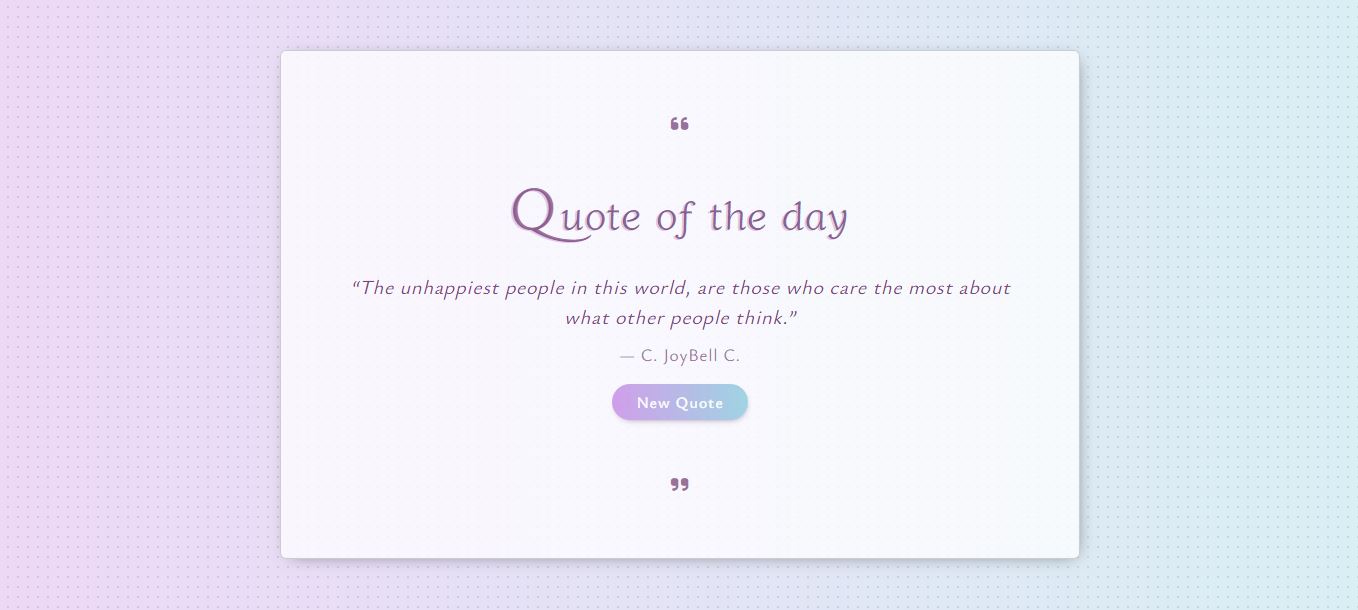 ❝
Quote of the day
“The unhappiest people in this world, are those who care the most about
what other people think.”
— C. JoyBell C.
New Quote
❞